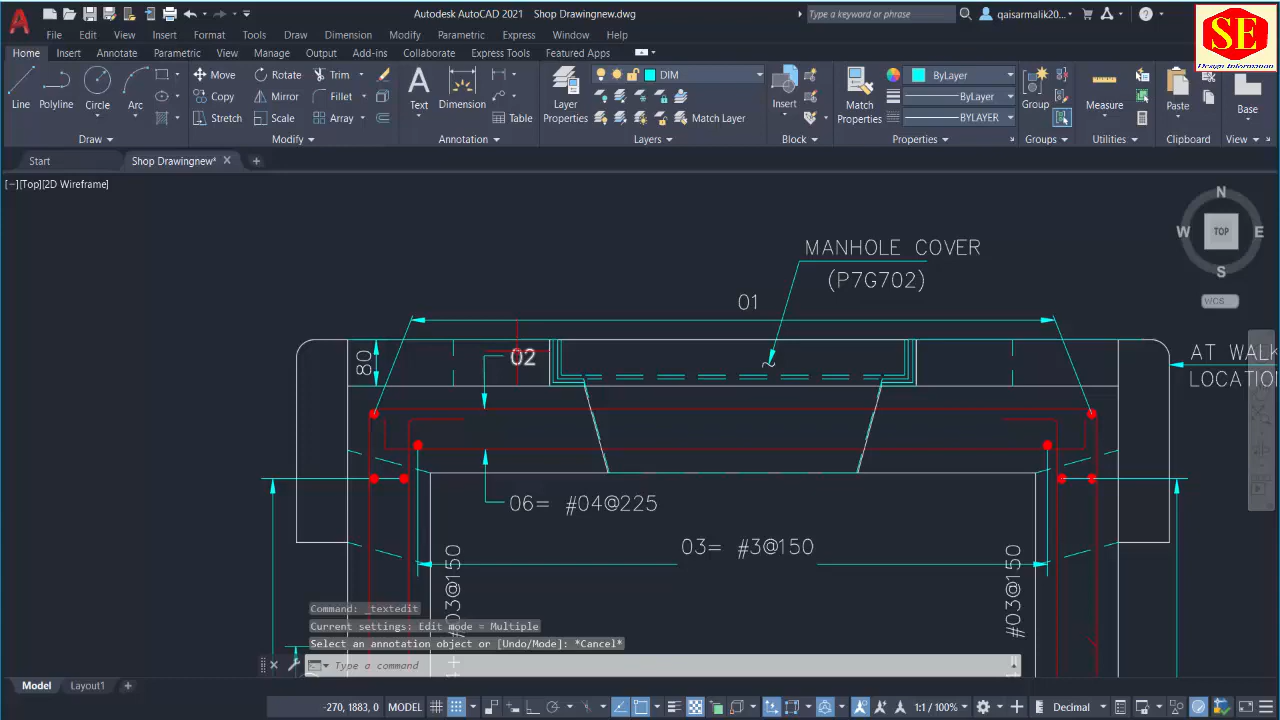 Autodesk AutoCAD 2021 Shop Drawingnew.dwg
Type a keyword or phrase
qaisarmalik20...
SE
Design Information
File Edit View Insert Format Tools Draw Dimension Modify Parametric Express Window Help
Home Insert Annotate Parametric View Manage Output Add-ins Collaborate Express Tools Featured Apps
Line Polyline Circle Arc
Move Rotate Trim
Copy Mirror Fillet
Stretch Scale Array
Text Dimension Table
Layer Properties
DIM
Match Layer
Insert
Match Properties
ByLayer
ByLayer
BYLAYER
Group
Measure
Paste
Base
Draw Modify Annotation Layers Block Properties Groups Utilities Clipboard View
Start Shop Drawingnew*
[−][Top][2D Wireframe]
N
W TOP E
S
WCS
MANHOLE COVER
(P7G702)
01
80
02
AT WALK
LOCATIO
06= #04@225
03= #3@150
#03@150
#03@150
Command: _textedit
Current settings: Edit mode = Multiple
Select an annotation object or [Undo/Mode]: *Cancel*
Type a command
Model Layout1
-270, 1883, 0 MODEL 1:1 / 100% Decimal